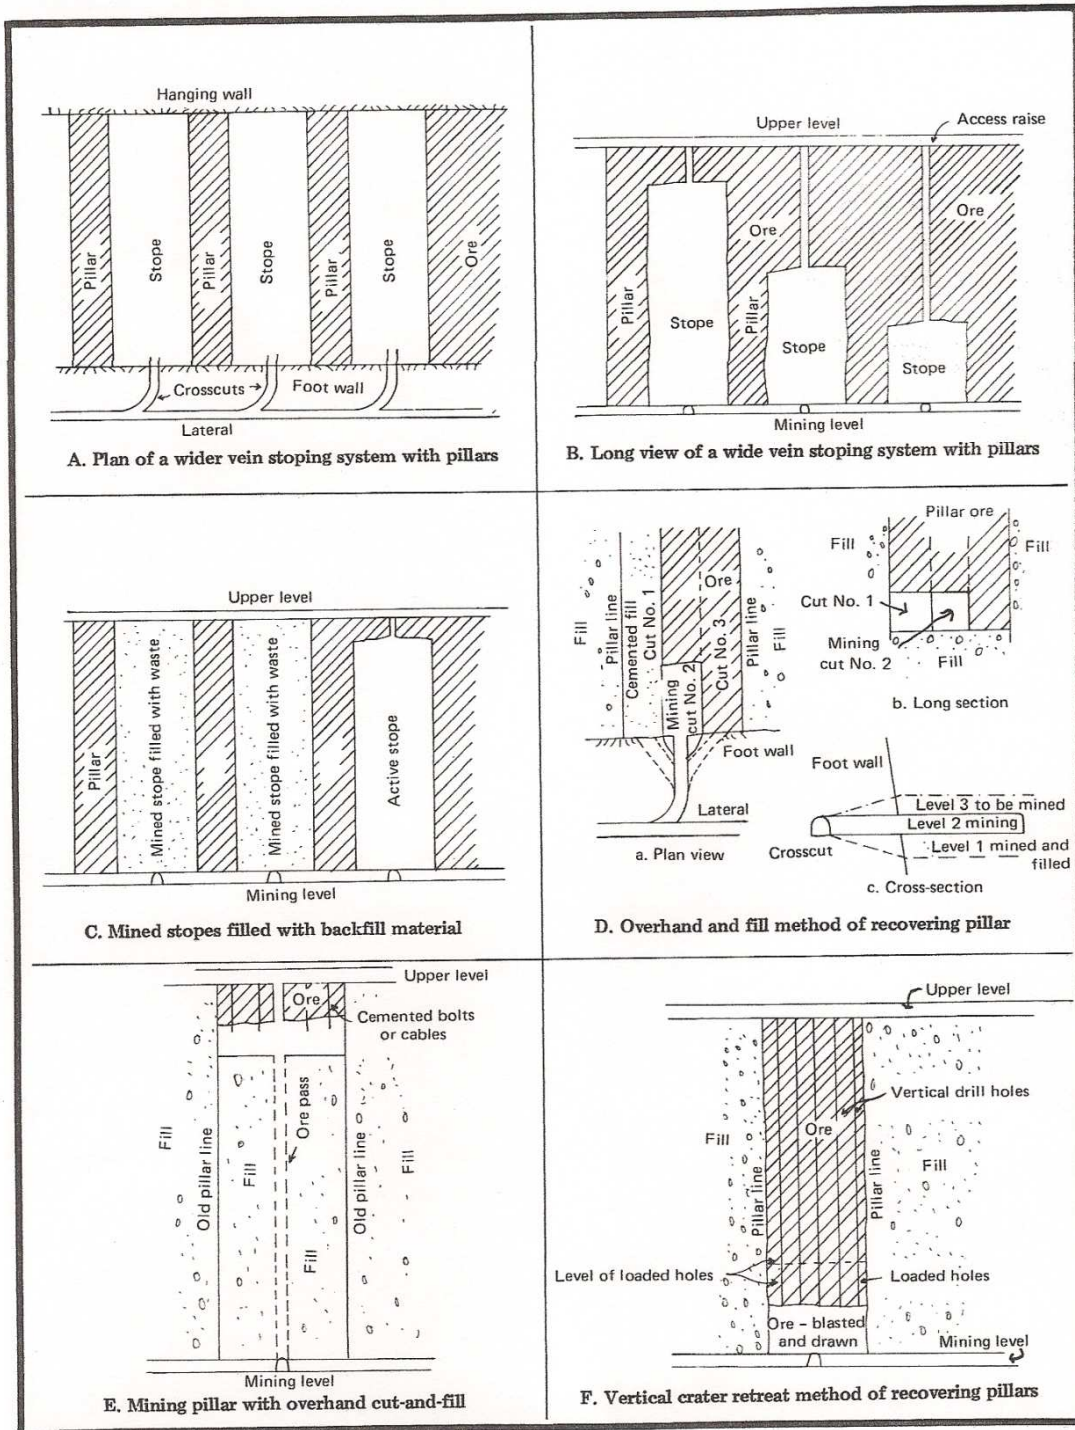 Hanging wall
Pillar
Stope
Pillar
Stope
Pillar
Stope
Ore
Crosscuts
Foot wall
Lateral
A. Plan of a wider vein stoping system with pillars
Upper level
Access raise
Pillar
Stope
Ore
Pillar
Stope
Ore
Stope
Mining level
B. Long view of a wide vein stoping system with pillars
Upper level
Pillar
Mined stope filled with waste
Mined stope filled with waste
Active stope
Mining level
C. Mined stopes filled with backfill material
Fill
Pillar line
Cemented fill
Cut No. 1
Mining
cut No. 2
Ore
Cut No. 3
Pillar line
Fill
Foot wall
Lateral
a. Plan view
Pillar ore
Fill
Fill
Cut No. 1
Mining
cut No. 2
Fill
b. Long section
Foot wall
Level 3 to be mined
Level 2 mining
Level 1 mined and
filled
Crosscut
c. Cross-section
D. Overhand and fill method of recovering pillar
Upper level
Ore
Cemented bolts
or cables
Fill
Old pillar line
Fill
Ore pass
Fill
Old pillar line
Fill
Mining level
E. Mining pillar with overhand cut-and-fill
Upper level
Vertical drill holes
Ore
Fill
Pillar line
Pillar line
Fill
Level of loaded holes
Loaded holes
Ore – blasted
and drawn
Mining level
F. Vertical crater retreat method of recovering pillars